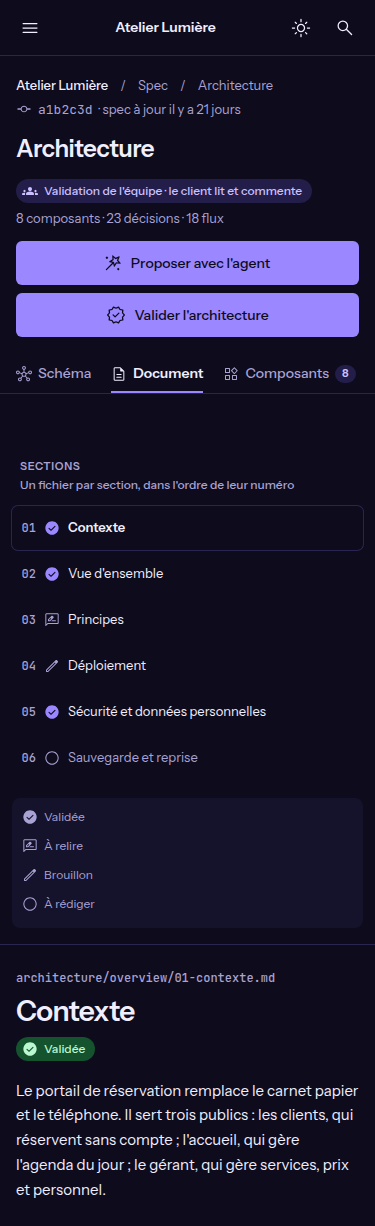 Atelier Lumière
Atelier Lumière / Spec / Architecture
a1b2c3d · spec à jour il y a 21 jours
Architecture
Validation de l'équipe · le client lit et commente
8 composants · 23 décisions · 18 flux
Proposer avec l'agent
Valider l'architecture
Schéma Document Composants 8
SECTIONS
Un fichier par section, dans l'ordre de leur numéro
01 Contexte
02 Vue d'ensemble
03 Principes
04 Déploiement
05 Sécurité et données personnelles
06 Sauvegarde et reprise
Validée
À relire
Brouillon
À rédiger
architecture/overview/01-contexte.md
Contexte
Validée
Le portail de réservation remplace le carnet papier
et le téléphone. Il sert trois publics : les clients, qui
réservent sans compte ; l'accueil, qui gère
l'agenda du jour ; le gérant, qui gère services, prix
et personnel.